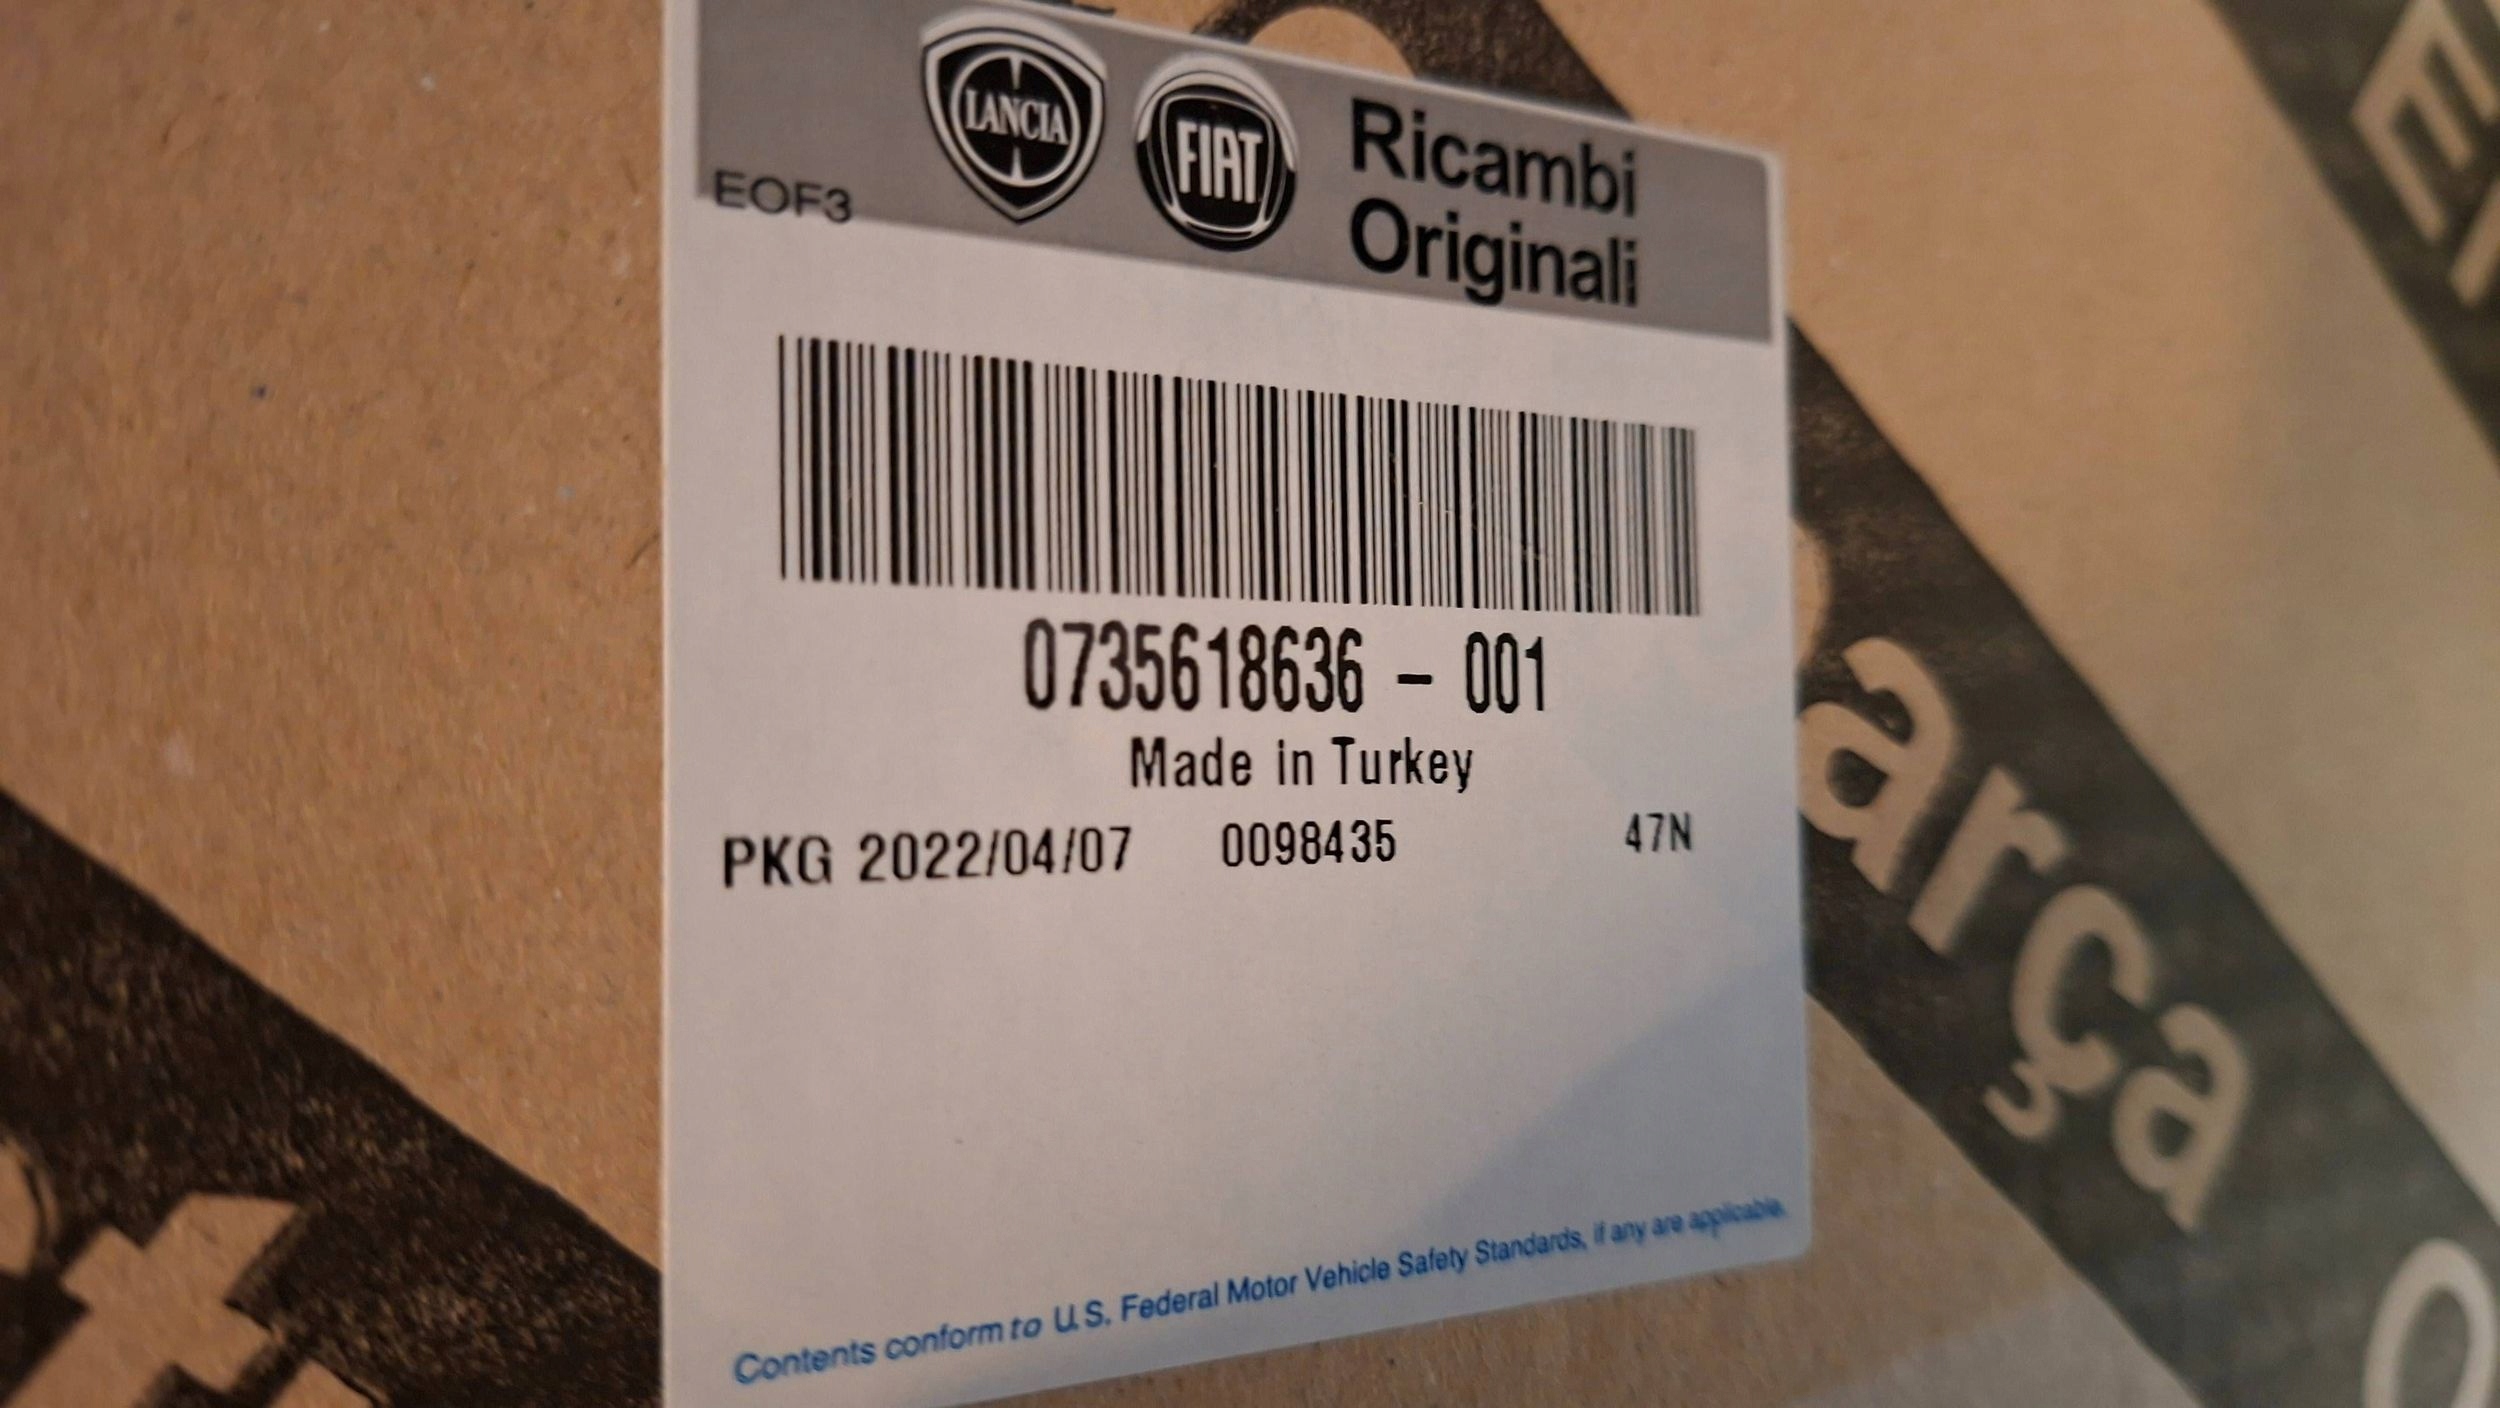 LANCIA
FIAT
Ricambi
Originali
EOF3
0735618636 - 001
Made in Turkey
PKG 2022/04/07 0098435 47N
Contents conform to U.S. Federal Motor Vehicle Safety Standards, if any are applicable.
arça